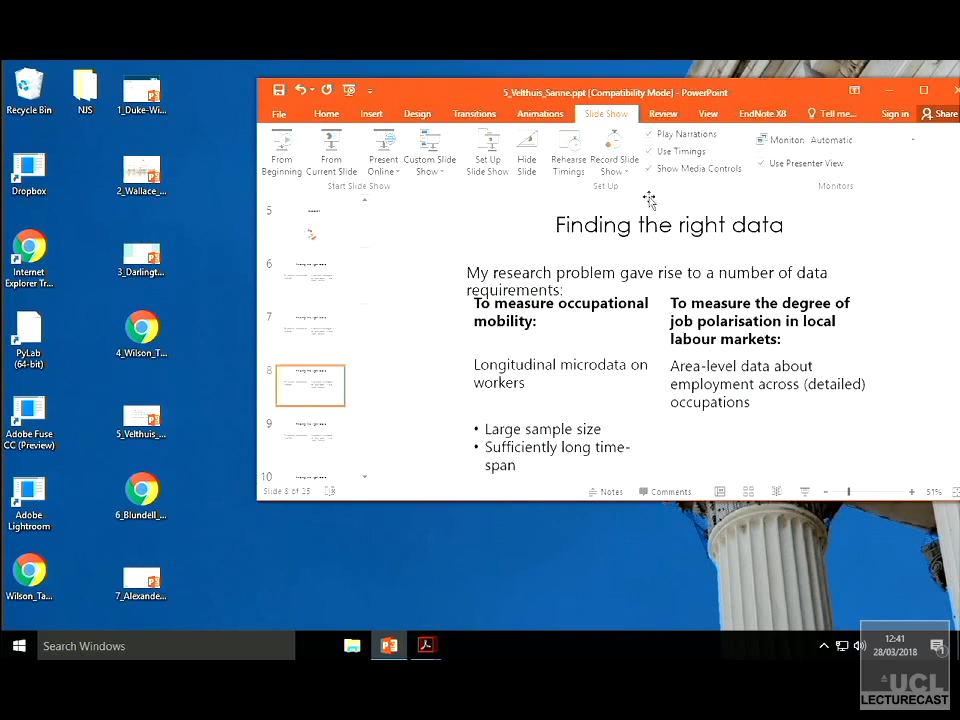 Recycle Bin
NJS
1_Duke-Wi...
Dropbox
2_Wallace_...
Internet
Explorer Tr...
3_Darlingt...
PyLab
(64-bit)
4_Wilson_T...
Adobe Fuse
CC (Preview)
5_Velthuis_...
Adobe
Lightroom
6_Blundell_...
Wilson_Ta...
7_Alexande...
5_Velthuis_Sanne.ppt [Compatibility Mode] - PowerPoint
File Home Insert Design Transitions Animations Slide Show Review View EndNote X8 Tell me... Sign in Share
From
Beginning
From
Current Slide
Present
Online
Custom Slide
Show
Start Slide Show
Set Up
Slide Show
Hide
Slide
Rehearse
Timings
Record Slide
Show
Play Narrations
Use Timings
Show Media Controls
Set Up
Monitor: Automatic
Use Presenter View
Monitors
5
6
7
8
9
10
Finding the right data
My research problem gave rise to a number of data
requirements:
To measure occupational
mobility:
Longitudinal microdata on
workers
• Large sample size
• Sufficiently long time-
span
To measure the degree of
job polarisation in local
labour markets:
Area-level data about
employment across (detailed)
occupations
Slide 8 of 25
Notes
Comments
51%
Search Windows
12:41
28/03/2018
1
UCL
LECTURECAST